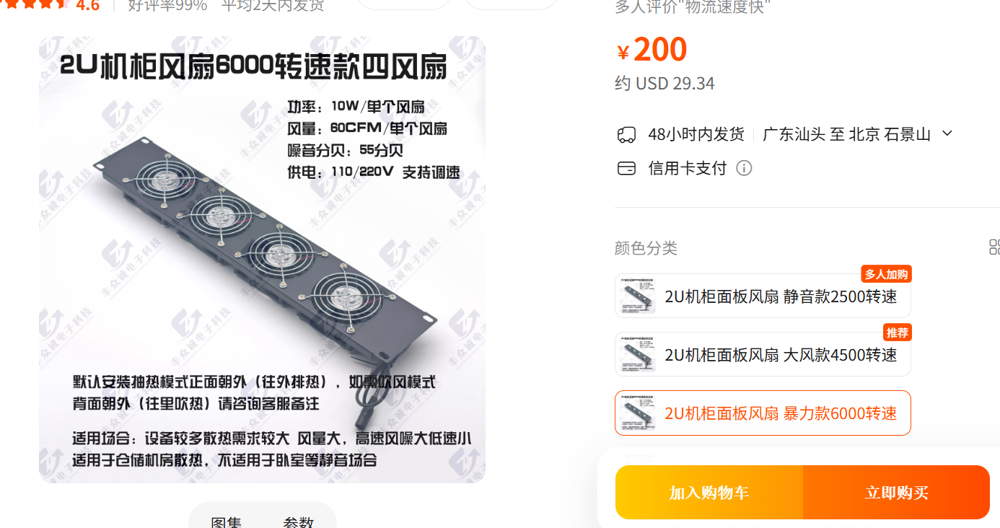 4.6 好评率99% 平均2天内发货
多人评价"物流速度快"
2U机柜风扇6000转速款四风扇
功率：10W/单个风扇
风量：60CFM/单个风扇
噪音分贝：55分贝
供电：110/220V 支持调速
默认安装抽热模式正面朝外（往外排热），如需吹风模式
背面朝外（往里吹热）请咨询客服备注
适用场合：设备较多散热需求较大 风量大，高速风噪大低速小
适用于仓储机房散热，不适用于卧室等静音场合
丰众诚电子科技
图集 参数
￥200
约 USD 29.34
48小时内发货 广东汕头 至 北京 石景山
信用卡支付
颜色分类
多人加购
2U机柜面板风扇 静音款2500转速
推荐
2U机柜面板风扇 大风款4500转速
2U机柜面板风扇 暴力款6000转速
加入购物车 立即购买